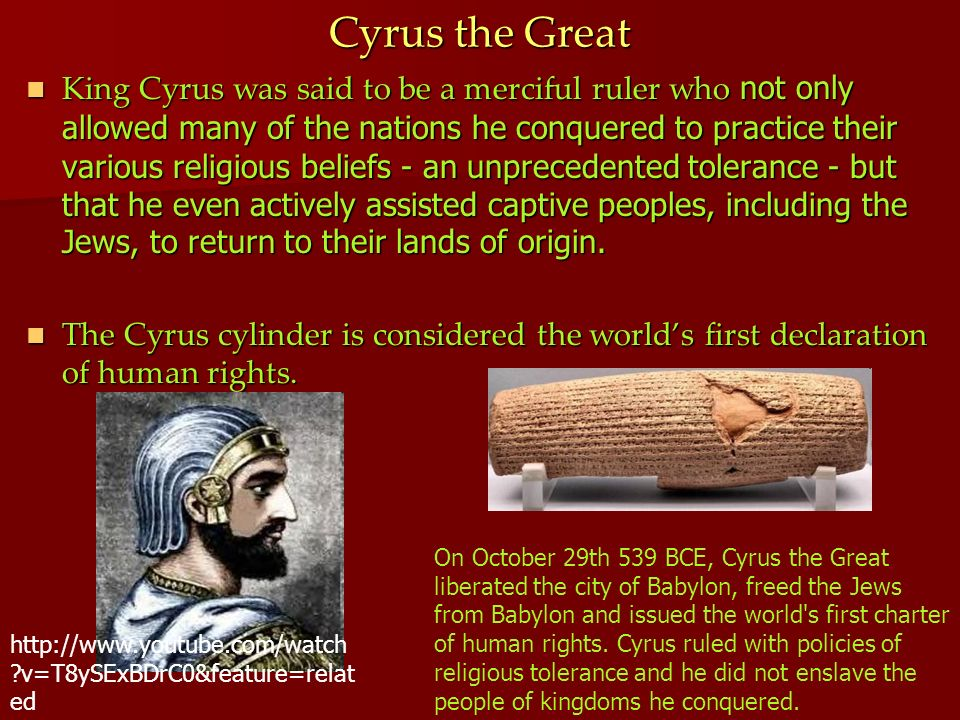 Cyrus the Great
King Cyrus was said to be a merciful ruler who not only
allowed many of the nations he conquered to practice their
various religious beliefs - an unprecedented tolerance - but
that he even actively assisted captive peoples, including the
Jews, to return to their lands of origin.
The Cyrus cylinder is considered the world’s first declaration
of human rights.
On October 29th 539 BCE, Cyrus the Great
liberated the city of Babylon, freed the Jews
from Babylon and issued the world's first charter
of human rights. Cyrus ruled with policies of
religious tolerance and he did not enslave the
people of kingdoms he conquered.
http://www.youtube.com/watch
?v=T8ySExBDrC0&feature=relat
ed